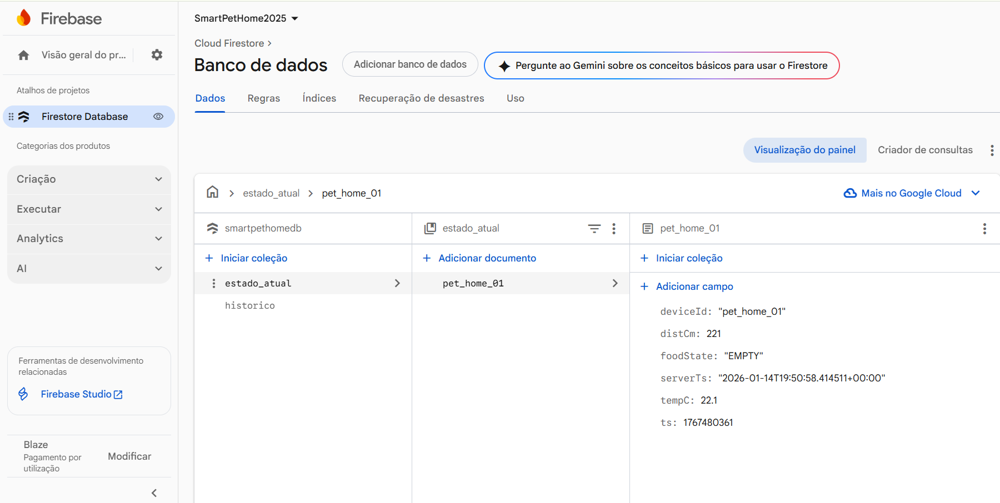 Firebase
Visão geral do pr...
Atalhos de projetos
Firestore Database
Categorias dos produtos
Criação
Executar
Analytics
AI
Ferramentas de desenvolvimento
relacionadas
Firebase Studio
Blaze
Pagamento por
utilização
Modificar
SmartPetHome2025
Cloud Firestore
Banco de dados
Adicionar banco de dados
Pergunte ao Gemini sobre os conceitos básicos para usar o Firestore
Dados Regras Índices Recuperação de desastres Uso
Visualização do painel Criador de consultas
estado_atual pet_home_01
Mais no Google Cloud
smartpethomedb
+ Iniciar coleção
estado_atual
historico
estado_atual
+ Adicionar documento
pet_home_01
pet_home_01
+ Iniciar coleção
+ Adicionar campo
deviceId: "pet_home_01"
distCm: 221
foodState: "EMPTY"
serverTs: "2026-01-14T19:50:58.414511+00:00"
tempC: 22.1
ts: 1767480361